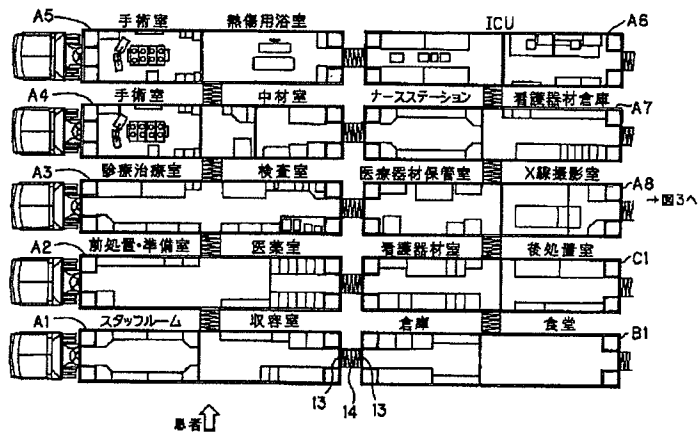 手術室 熱傷用浴室 ICU
A5 A6
手術室 中材室 ナースステーション 看護器材倉庫
A4 A7
診療治療室 検査室 医療器材保管室 X線撮影室
A3 A8
→図3へ
前処置・準備室 医薬室 看護器材室 後処置室
A2 C1
スタッフルーム 収容室 倉庫 食堂
A1 B1
13 14 13
患者